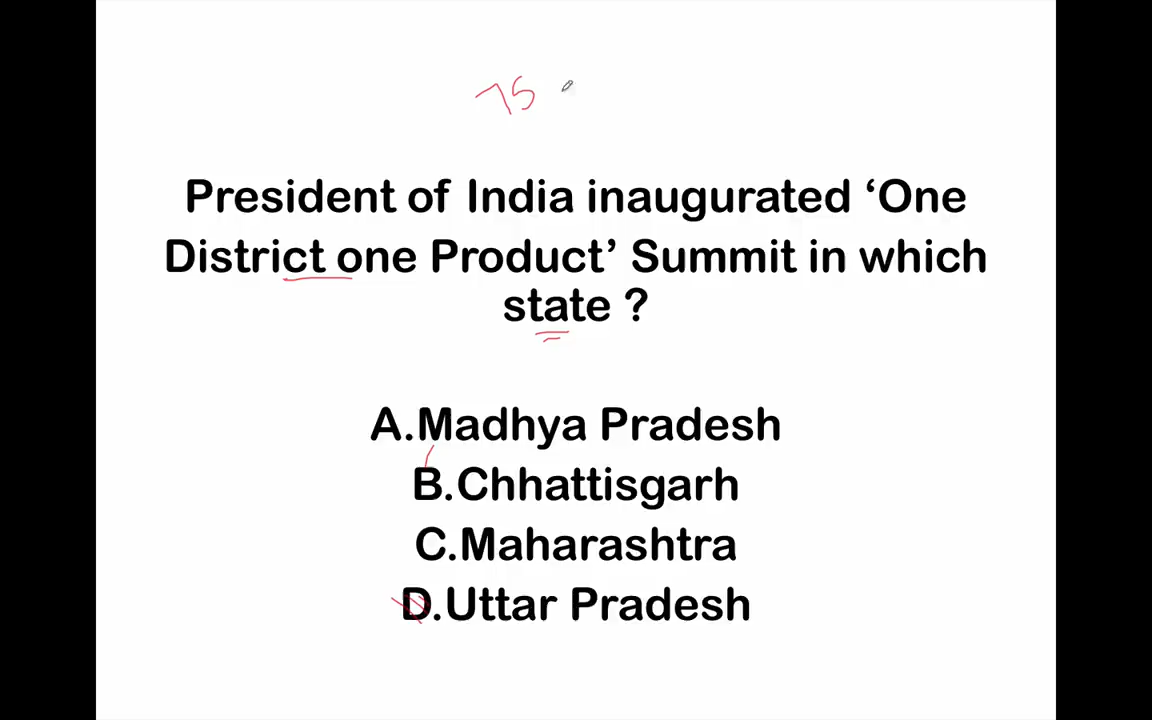 75
President of India inaugurated ‘One
District one Product’ Summit in which
state ?
A.Madhya Pradesh
B.Chhattisgarh
C.Maharashtra
D.Uttar Pradesh